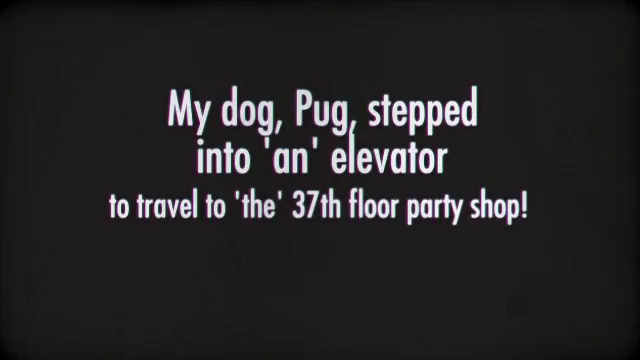 My dog, Pug, stepped
into 'an' elevator
to travel to 'the' 37th floor party shop!